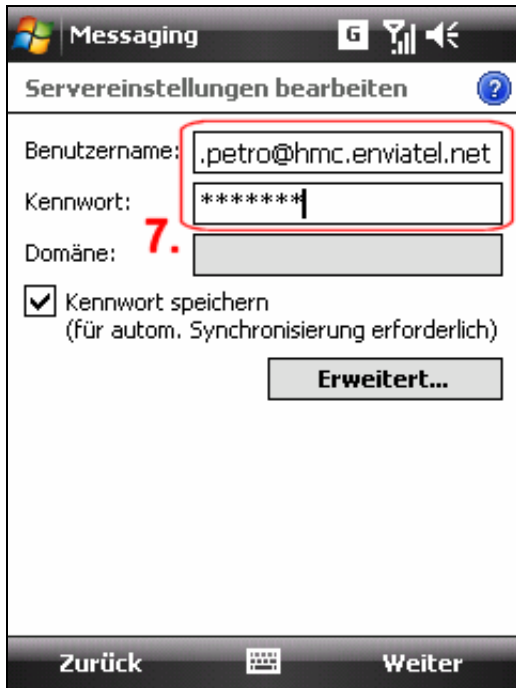 Messaging
G
Servereinstellungen bearbeiten
?
Benutzername: .petro@hmc.enviatel.net
Kennwort: *******
7.
Domäne:
Kennwort speichern
(für autom. Synchronisierung erforderlich)
Erweitert...
Zurück Weiter